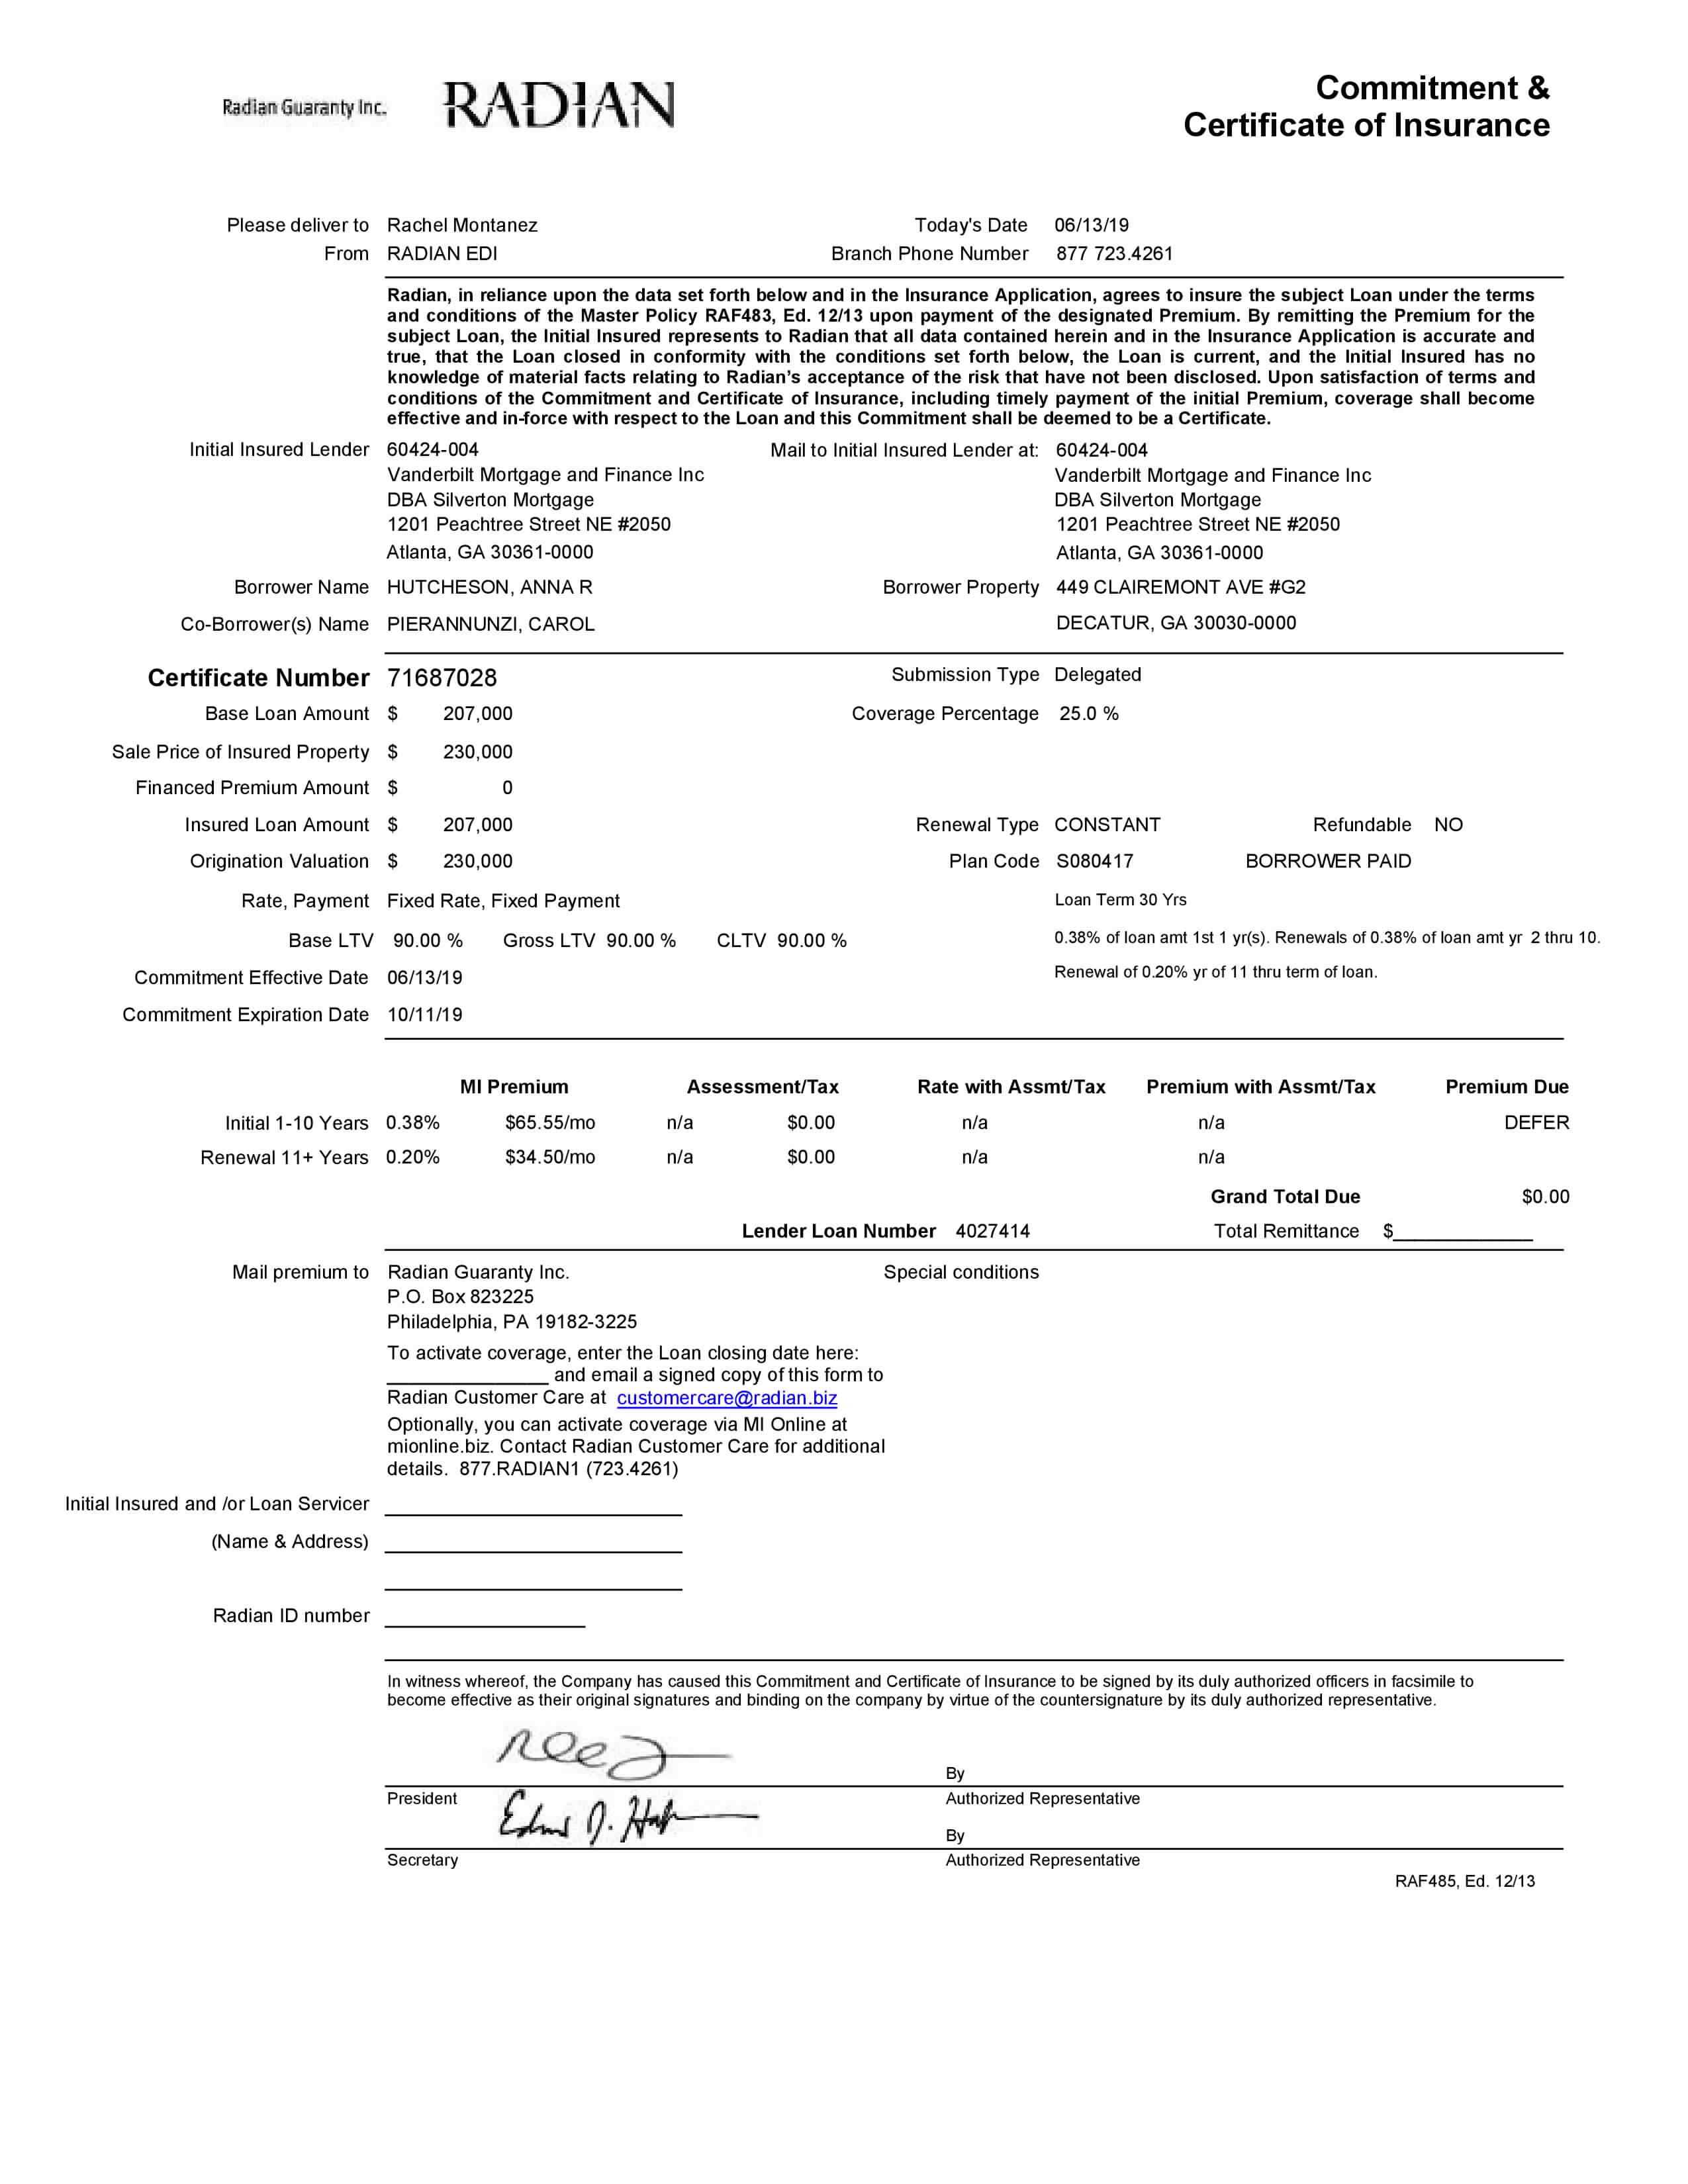 Radian Guaranty Inc. RADIAN
Commitment &
Certificate of Insurance
Please deliver to Rachel Montanez Today's Date 06/13/19
From RADIAN EDI Branch Phone Number 877 723.4261
Radian, in reliance upon the data set forth below and in the Insurance Application, agrees to insure the subject Loan under the terms
and conditions of the Master Policy RAF483, Ed. 12/13 upon payment of the designated Premium. By remitting the Premium for the
subject Loan, the Initial Insured represents to Radian that all data contained herein and in the Insurance Application is accurate and
true, that the Loan closed in conformity with the conditions set forth below, the Loan is current, and the Initial Insured has no
knowledge of material facts relating to Radian’s acceptance of the risk that have not been disclosed. Upon satisfaction of terms and
conditions of the Commitment and Certificate of Insurance, including timely payment of the initial Premium, coverage shall become
effective and in-force with respect to the Loan and this Commitment shall be deemed to be a Certificate.
Initial Insured Lender 60424-004 Mail to Initial Insured Lender at: 60424-004
Vanderbilt Mortgage and Finance Inc Vanderbilt Mortgage and Finance Inc
DBA Silverton Mortgage DBA Silverton Mortgage
1201 Peachtree Street NE #2050 1201 Peachtree Street NE #2050
Atlanta, GA 30361-0000 Atlanta, GA 30361-0000
Borrower Name HUTCHESON, ANNA R Borrower Property 449 CLAIREMONT AVE #G2
Co-Borrower(s) Name PIERANNUNZI, CAROL DECATUR, GA 30030-0000
Certificate Number 71687028 Submission Type Delegated
Base Loan Amount $ 207,000 Coverage Percentage 25.0 %
Sale Price of Insured Property $ 230,000
Financed Premium Amount $ 0
Insured Loan Amount $ 207,000 Renewal Type CONSTANT Refundable NO
Origination Valuation $ 230,000 Plan Code S080417 BORROWER PAID
Rate, Payment Fixed Rate, Fixed Payment Loan Term 30 Yrs
Base LTV 90.00 % Gross LTV 90.00 % CLTV 90.00 % 0.38% of loan amt 1st 1 yr(s). Renewals of 0.38% of loan amt yr 2 thru 10.
Commitment Effective Date 06/13/19 Renewal of 0.20% yr of 11 thru term of loan.
Commitment Expiration Date 10/11/19
MI Premium Assessment/Tax Rate with Assmt/Tax Premium with Assmt/Tax Premium Due
Initial 1-10 Years 0.38% $65.55/mo n/a $0.00 n/a n/a DEFER
Renewal 11+ Years 0.20% $34.50/mo n/a $0.00 n/a n/a
Grand Total Due $0.00
Lender Loan Number 4027414 Total Remittance $
Mail premium to Radian Guaranty Inc. Special conditions
P.O. Box 823225
Philadelphia, PA 19182-3225
To activate coverage, enter the Loan closing date here:
and email a signed copy of this form to
Radian Customer Care at customercare@radian.biz
Optionally, you can activate coverage via MI Online at
mionline.biz. Contact Radian Customer Care for additional
details. 877.RADIAN1 (723.4261)
Initial Insured and /or Loan Servicer
(Name & Address)
Radian ID number
In witness whereof, the Company has caused this Commitment and Certificate of Insurance to be signed by its duly authorized officers in facsimile to
become effective as their original signatures and binding on the company by virtue of the countersignature by its duly authorized representative.
By
President Authorized Representative
By
Secretary Authorized Representative
RAF485, Ed. 12/13